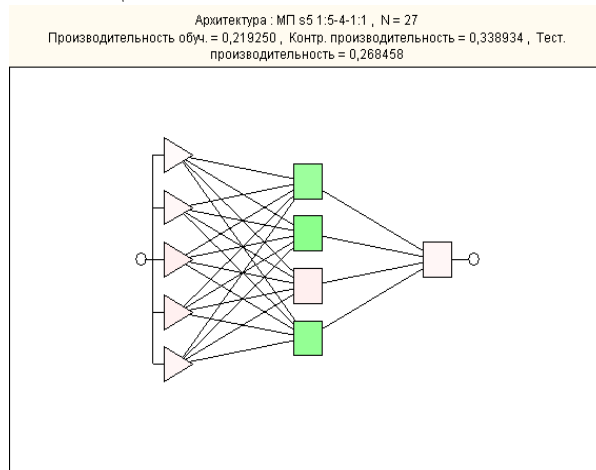 Архитектура : МП s5 1:5-4-1:1 , N = 27
Производительность обуч. = 0,219250 , Контр. производительность = 0,338934 , Тест.
производительность = 0,268458